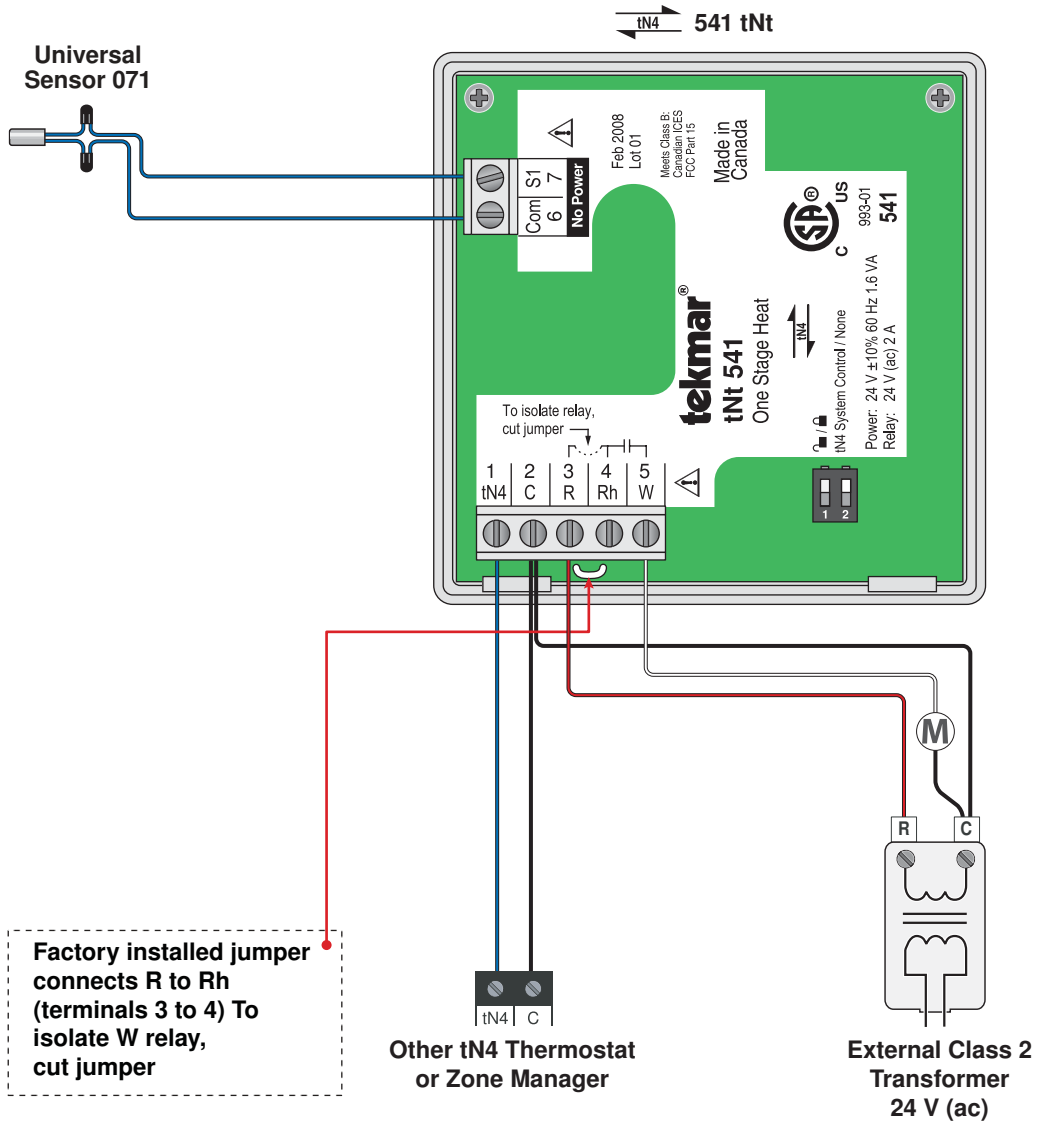 tN4 541 tNt
Universal
Sensor 071
S1
7
Com
6
No Power
Feb 2008
Lot 01
Meets Class B:
Canadian ICES
FCC Part 15
Made in
Canada
tekmar®
tNt 541
One Stage Heat
tN4
SA®
C
US
993-01
541
tN4 System Control / None
Power: 24 V ±10% 60 Hz 1.6 VA
Relay: 24 V (ac) 2 A
1 2
To isolate relay,
cut jumper
1 2 3 4 5
tN4 C R Rh W
M
R C
Factory installed jumper
connects R to Rh
(terminals 3 to 4) To
isolate W relay,
cut jumper
tN4 C
Other tN4 Thermostat
or Zone Manager
External Class 2
Transformer
24 V (ac)